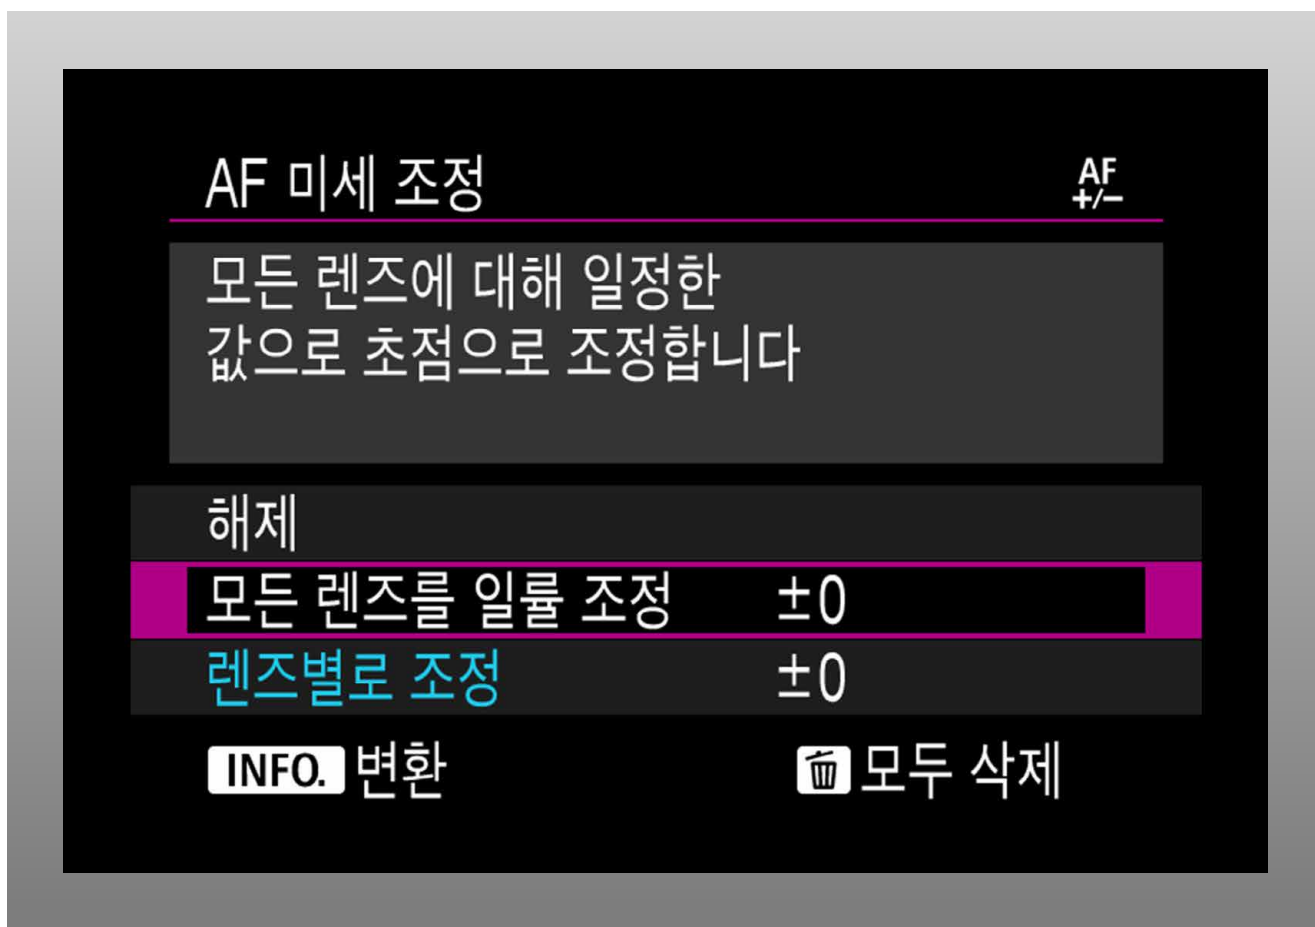 AF 미세 조정
AF
+/−
모든 렌즈에 대해 일정한
값으로 초점으로 조정합니다
해제
모든 렌즈를 일률 조정 ±0
렌즈별로 조정 ±0
INFO. 변환 모두 삭제